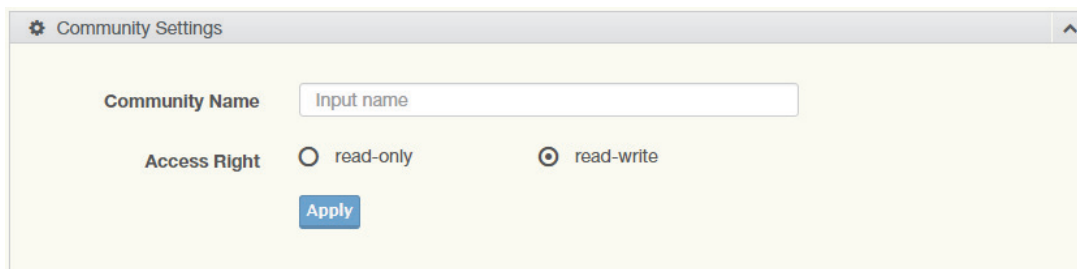 Community Settings
Community Name Input name
Access Right read-only read-write
Apply